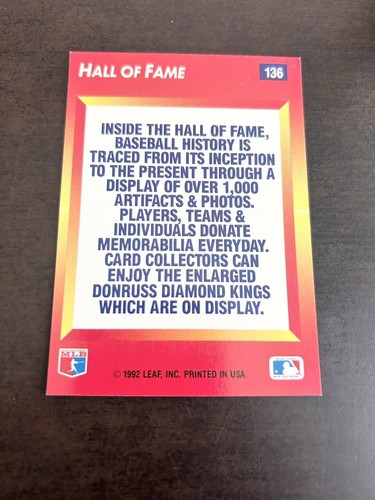 HALL OF FAME
136
INSIDE THE HALL OF FAME,
BASEBALL HISTORY IS
TRACED FROM ITS INCEPTION
TO THE PRESENT THROUGH A
DISPLAY OF OVER 1,000
ARTIFACTS & PHOTOS.
PLAYERS, TEAMS &
INDIVIDUALS DONATE
MEMORABILIA EVERYDAY.
CARD COLLECTORS CAN
ENJOY THE ENLARGED
DONRUSS DIAMOND KINGS
WHICH ARE ON DISPLAY.
MLB
© 1992 LEAF, INC. PRINTED IN USA